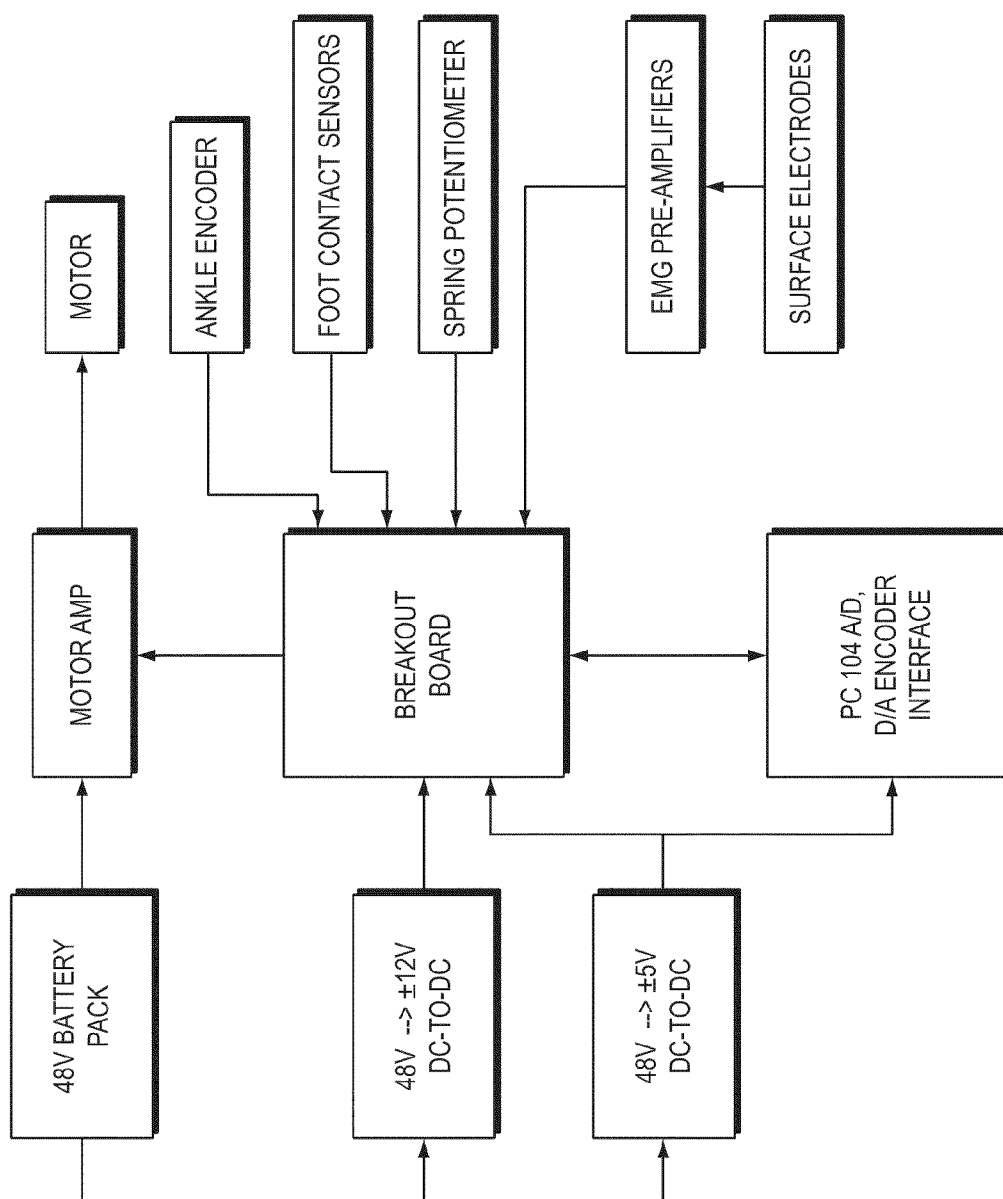 48V BATTERY
PACK
MOTOR AMP
MOTOR
48V --> ±12V
DC-TO-DC
48V --> ±5V
DC-TO-DC
BREAKOUT
BOARD
PC 104 A/D,
D/A ENCODER
INTERFACE
ANKLE ENCODER
FOOT CONTACT SENSORS
SPRING POTENTIOMETER
EMG PRE-AMPLIFIERS
SURFACE ELECTRODES